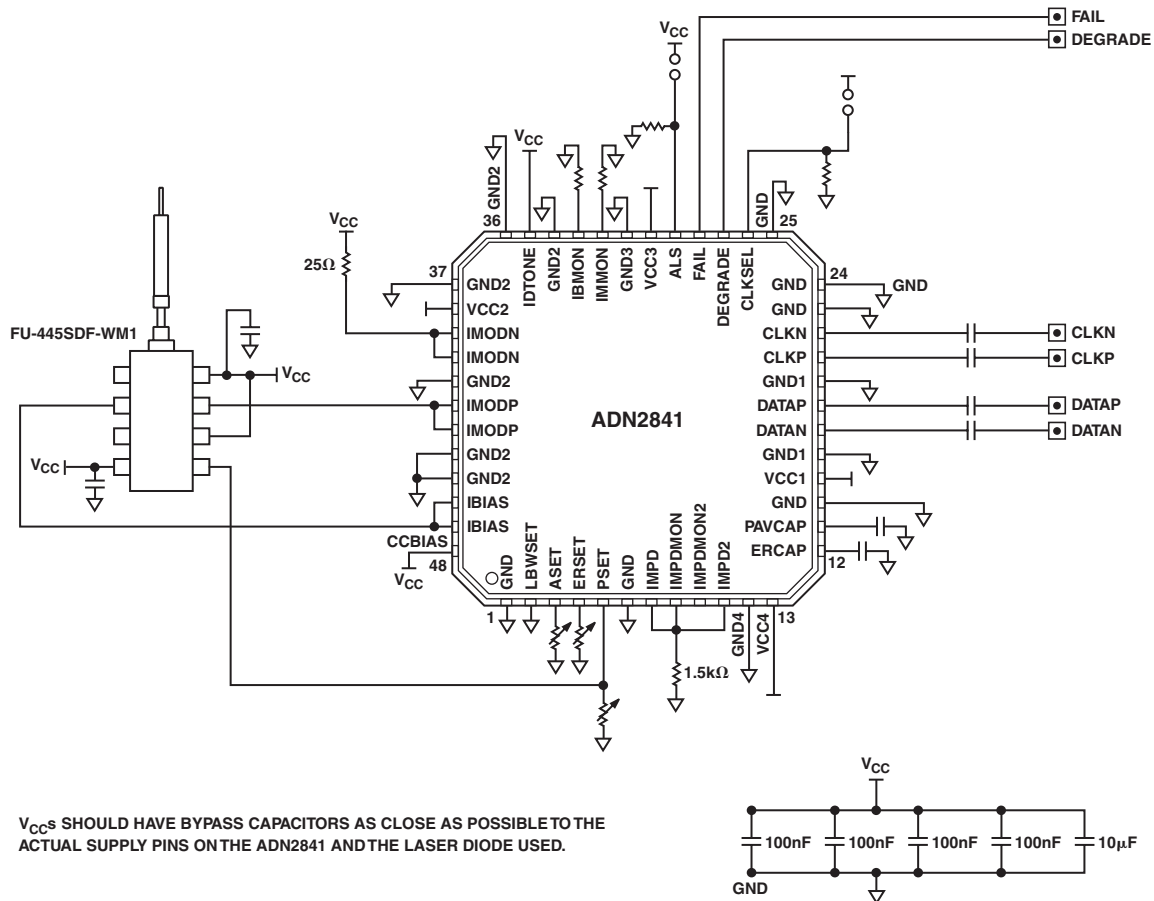 FAIL
DEGRADE
VCC
VCC
GND2
36
GND
25
VCC
25Ω
37
24
IDTONE
GND2
IBMON
IMMON
GND3
VCC3
ALS
FAIL
DEGRADE
CLKSEL
FU-445SDF-WM1
VCC
VCC
GND2
VCC2
IMODN
IMODN
GND2
IMODP
IMODP
GND2
GND2
IBIAS
IBIAS
CCBIAS
48
VCC
ADN2841
GND
GND
GND
CLKN
CLKN
CLKP
CLKP
GND1
DATAP
DATAP
DATAN
DATAN
GND1
VCC1
GND
PAVCAP
ERCAP
12
GND
LBWSET
ASET
ERSET
PSET
GND
IMPD
IMPDMON
IMPDMON2
IMPD2
1
GND4
VCC4
13
1.5kΩ
VCCs SHOULD HAVE BYPASS CAPACITORS AS CLOSE AS POSSIBLE TO THE
ACTUAL SUPPLY PINS ON THE ADN2841 AND THE LASER DIODE USED.
VCC
100nF
100nF
100nF
100nF
10μF
GND